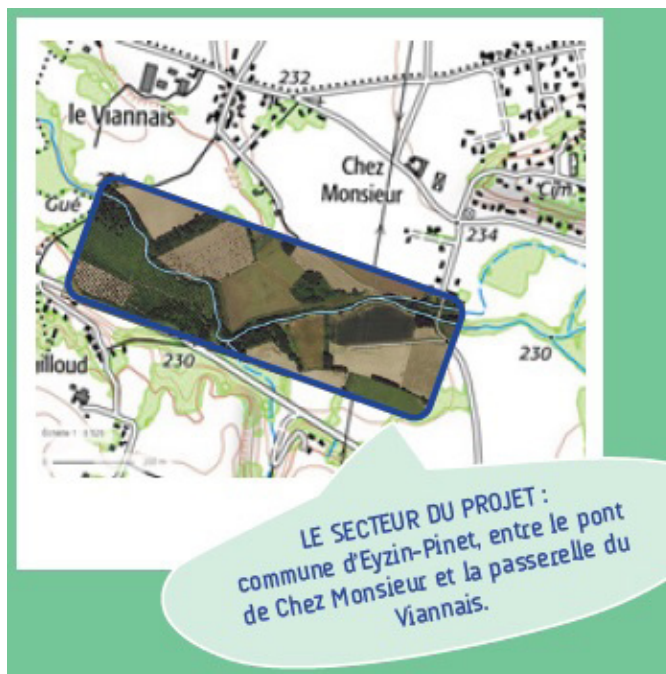 232
le Viannais
Chez
Monsieur
Cim.
Gué
234
230
230
illoud
LE SECTEUR DU PROJET :
commune d'Eyzin-Pinet, entre le pont
de Chez Monsieur et la passerelle du
Viannais.